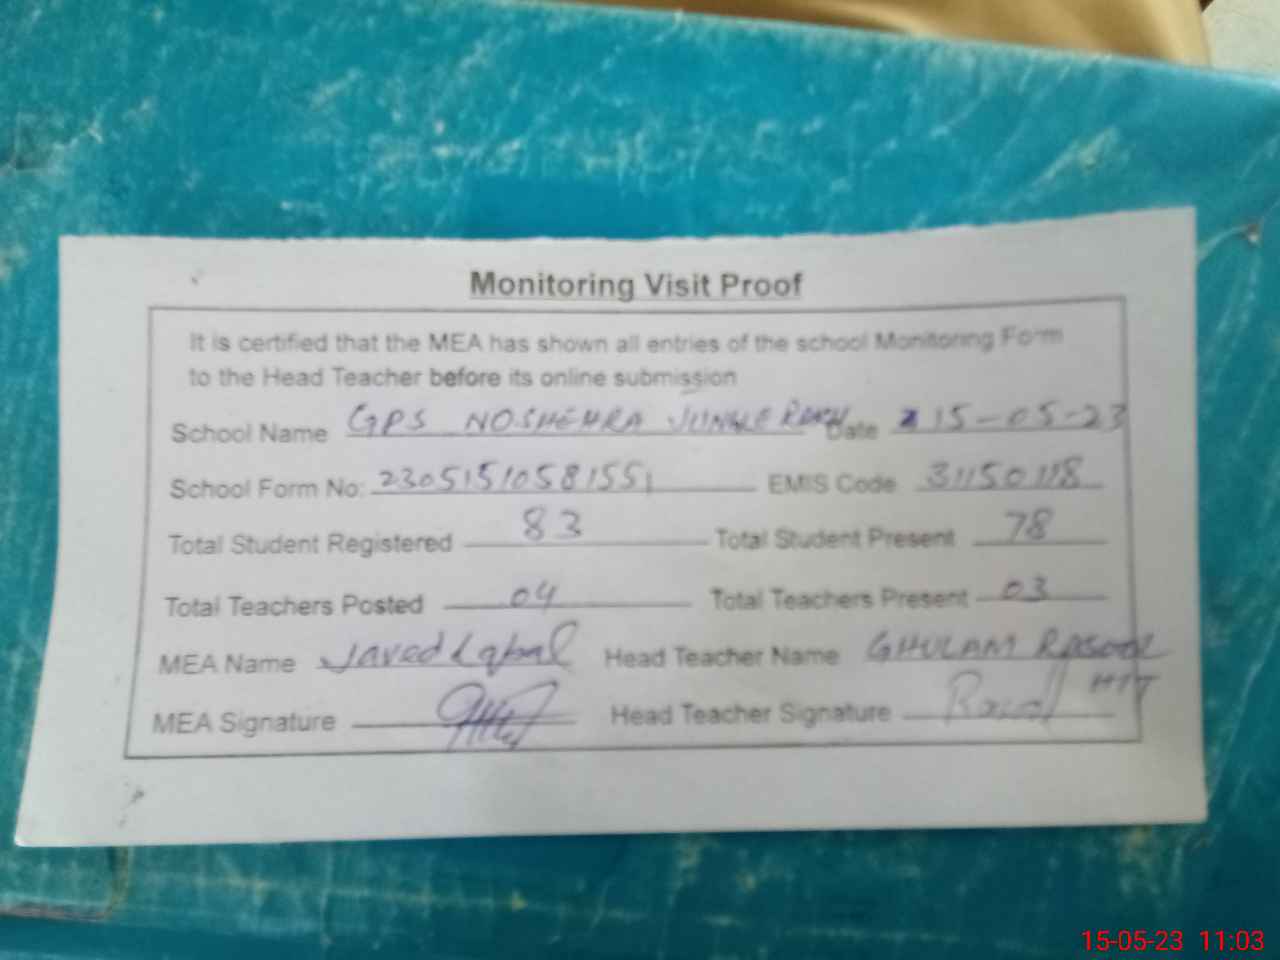 Monitoring Visit Proof
It is certified that the MEA has shown all entries of the school Monitoring Form
to the Head Teacher before its online submission
School Name GPS NOSHEHRA JUNGLE RAKH Date 15-05-23
School Form No: 23051510581551 EMIS Code 31150118
Total Student Registered 83 Total Student Present 78
Total Teachers Posted 04 Total Teachers Present 03
MEA Name Javed Iqbal Head Teacher Name GHULAM RASOOL
MEA Signature Head Teacher Signature Rasool HTT
15-05-23 11:03